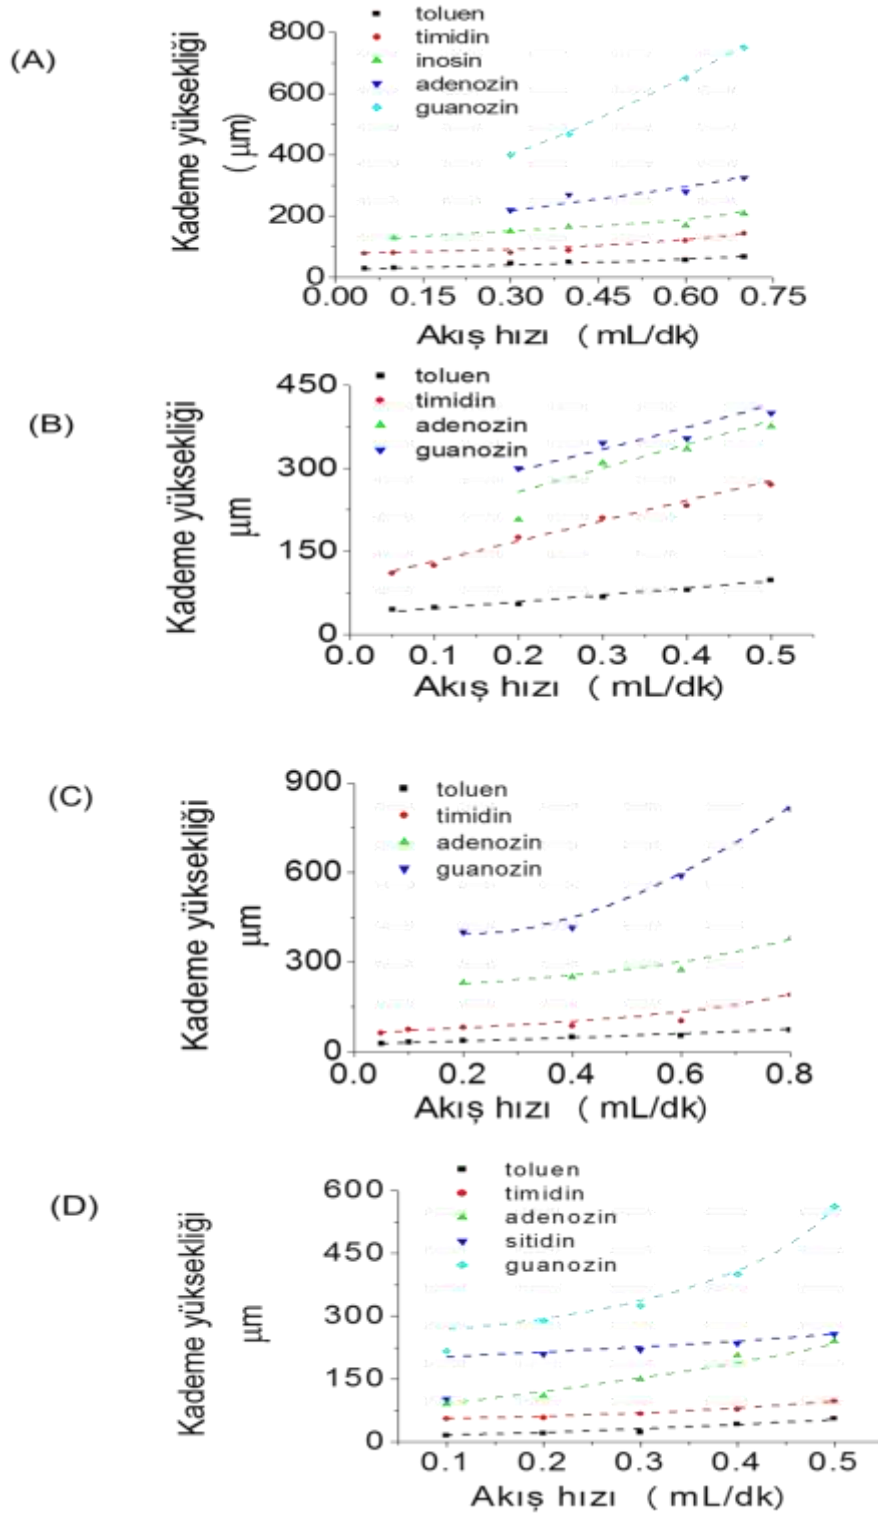 (A)
Kademe yüksekliği
( µm)
toluen
timidin
inosin
adenozin
guanozin
800
600
400
200
0
0.00 0.15 0.30 0.45 0.60 0.75
Akış hızı ( mL/dk)
(B)
Kademe yüksekliği
µm
toluen
timidin
adenozin
guanozin
450
300
150
0
0.0 0.1 0.2 0.3 0.4 0.5
Akış hızı ( mL/dk)
(C)
Kademe yüksekliği
µm
toluen
timidin
adenozin
guanozin
900
600
300
0
0.0 0.2 0.4 0.6 0.8
Akış hızı ( mL/dk)
(D)
Kademe yüksekliği
µm
toluen
timidin
adenozin
sitidin
guanozin
600
450
300
150
0
0.1 0.2 0.3 0.4 0.5
Akış hızı ( mL/dk)